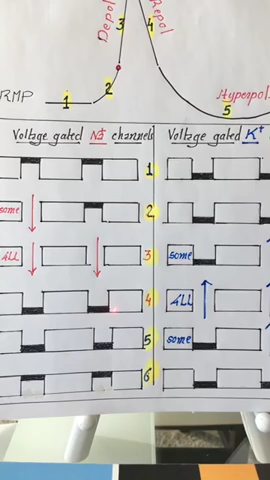 Depol
3
4
Repol
RMP
1
2
Hyperpol
5
Voltage gated Na+ channels
Voltage gated K+
1
some
2
ALL
3
some
4
ALL
5
some
6